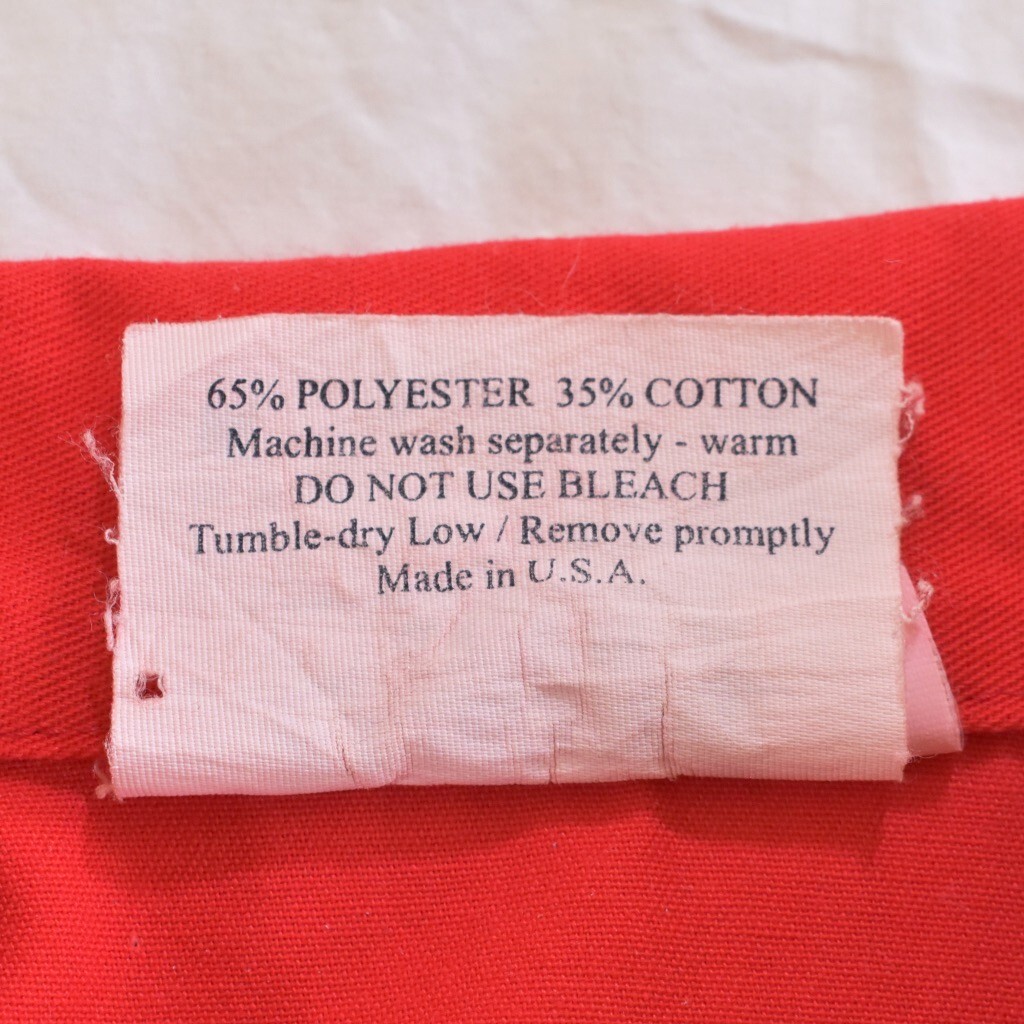 65% POLYESTER 35% COTTON
Machine wash separately - warm
DO NOT USE BLEACH
Tumble-dry Low / Remove promptly
Made in U.S.A.